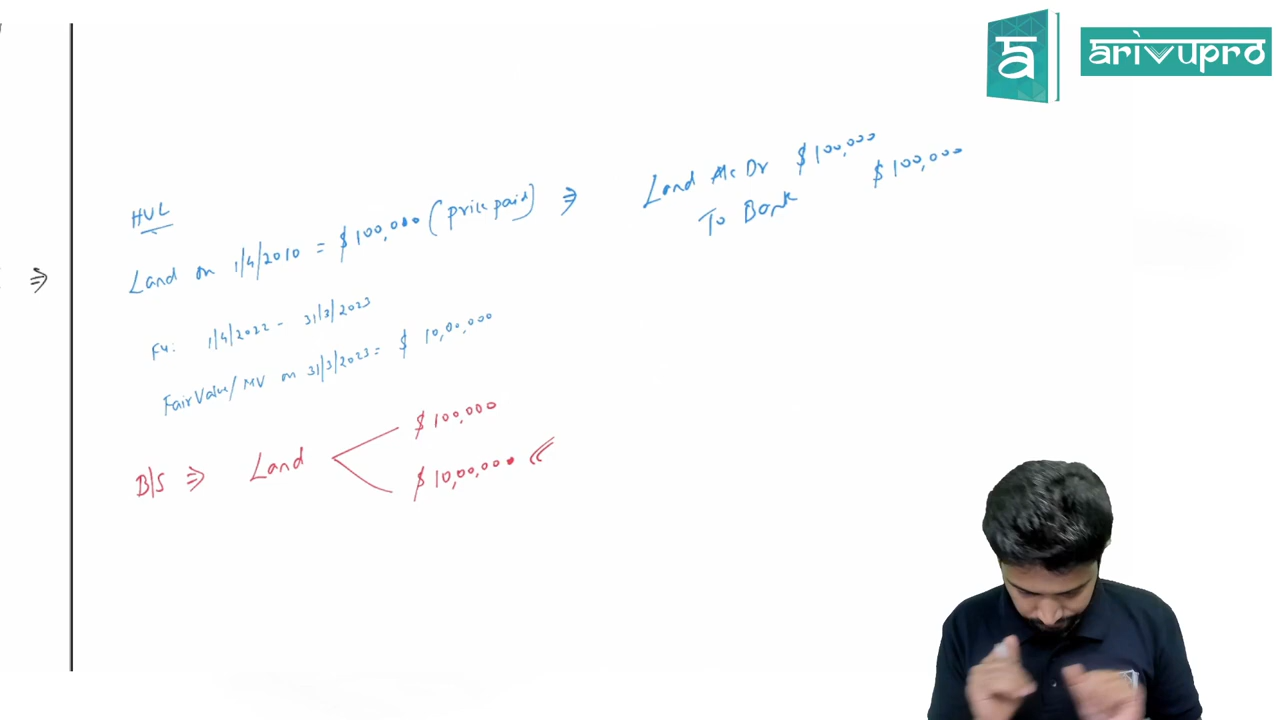 arivupro
HUL
Land on 1/4/2010 = $100,000 (price paid) ⇒
Land A/c Dr $100,000
To Bank $100,000
⇒
FY: 1/4/2022 - 31/3/2023
Fair Value/MV on 31/3/2023 = $ 10,00,000
B/S ⇒ Land
$100,000
$10,00,000